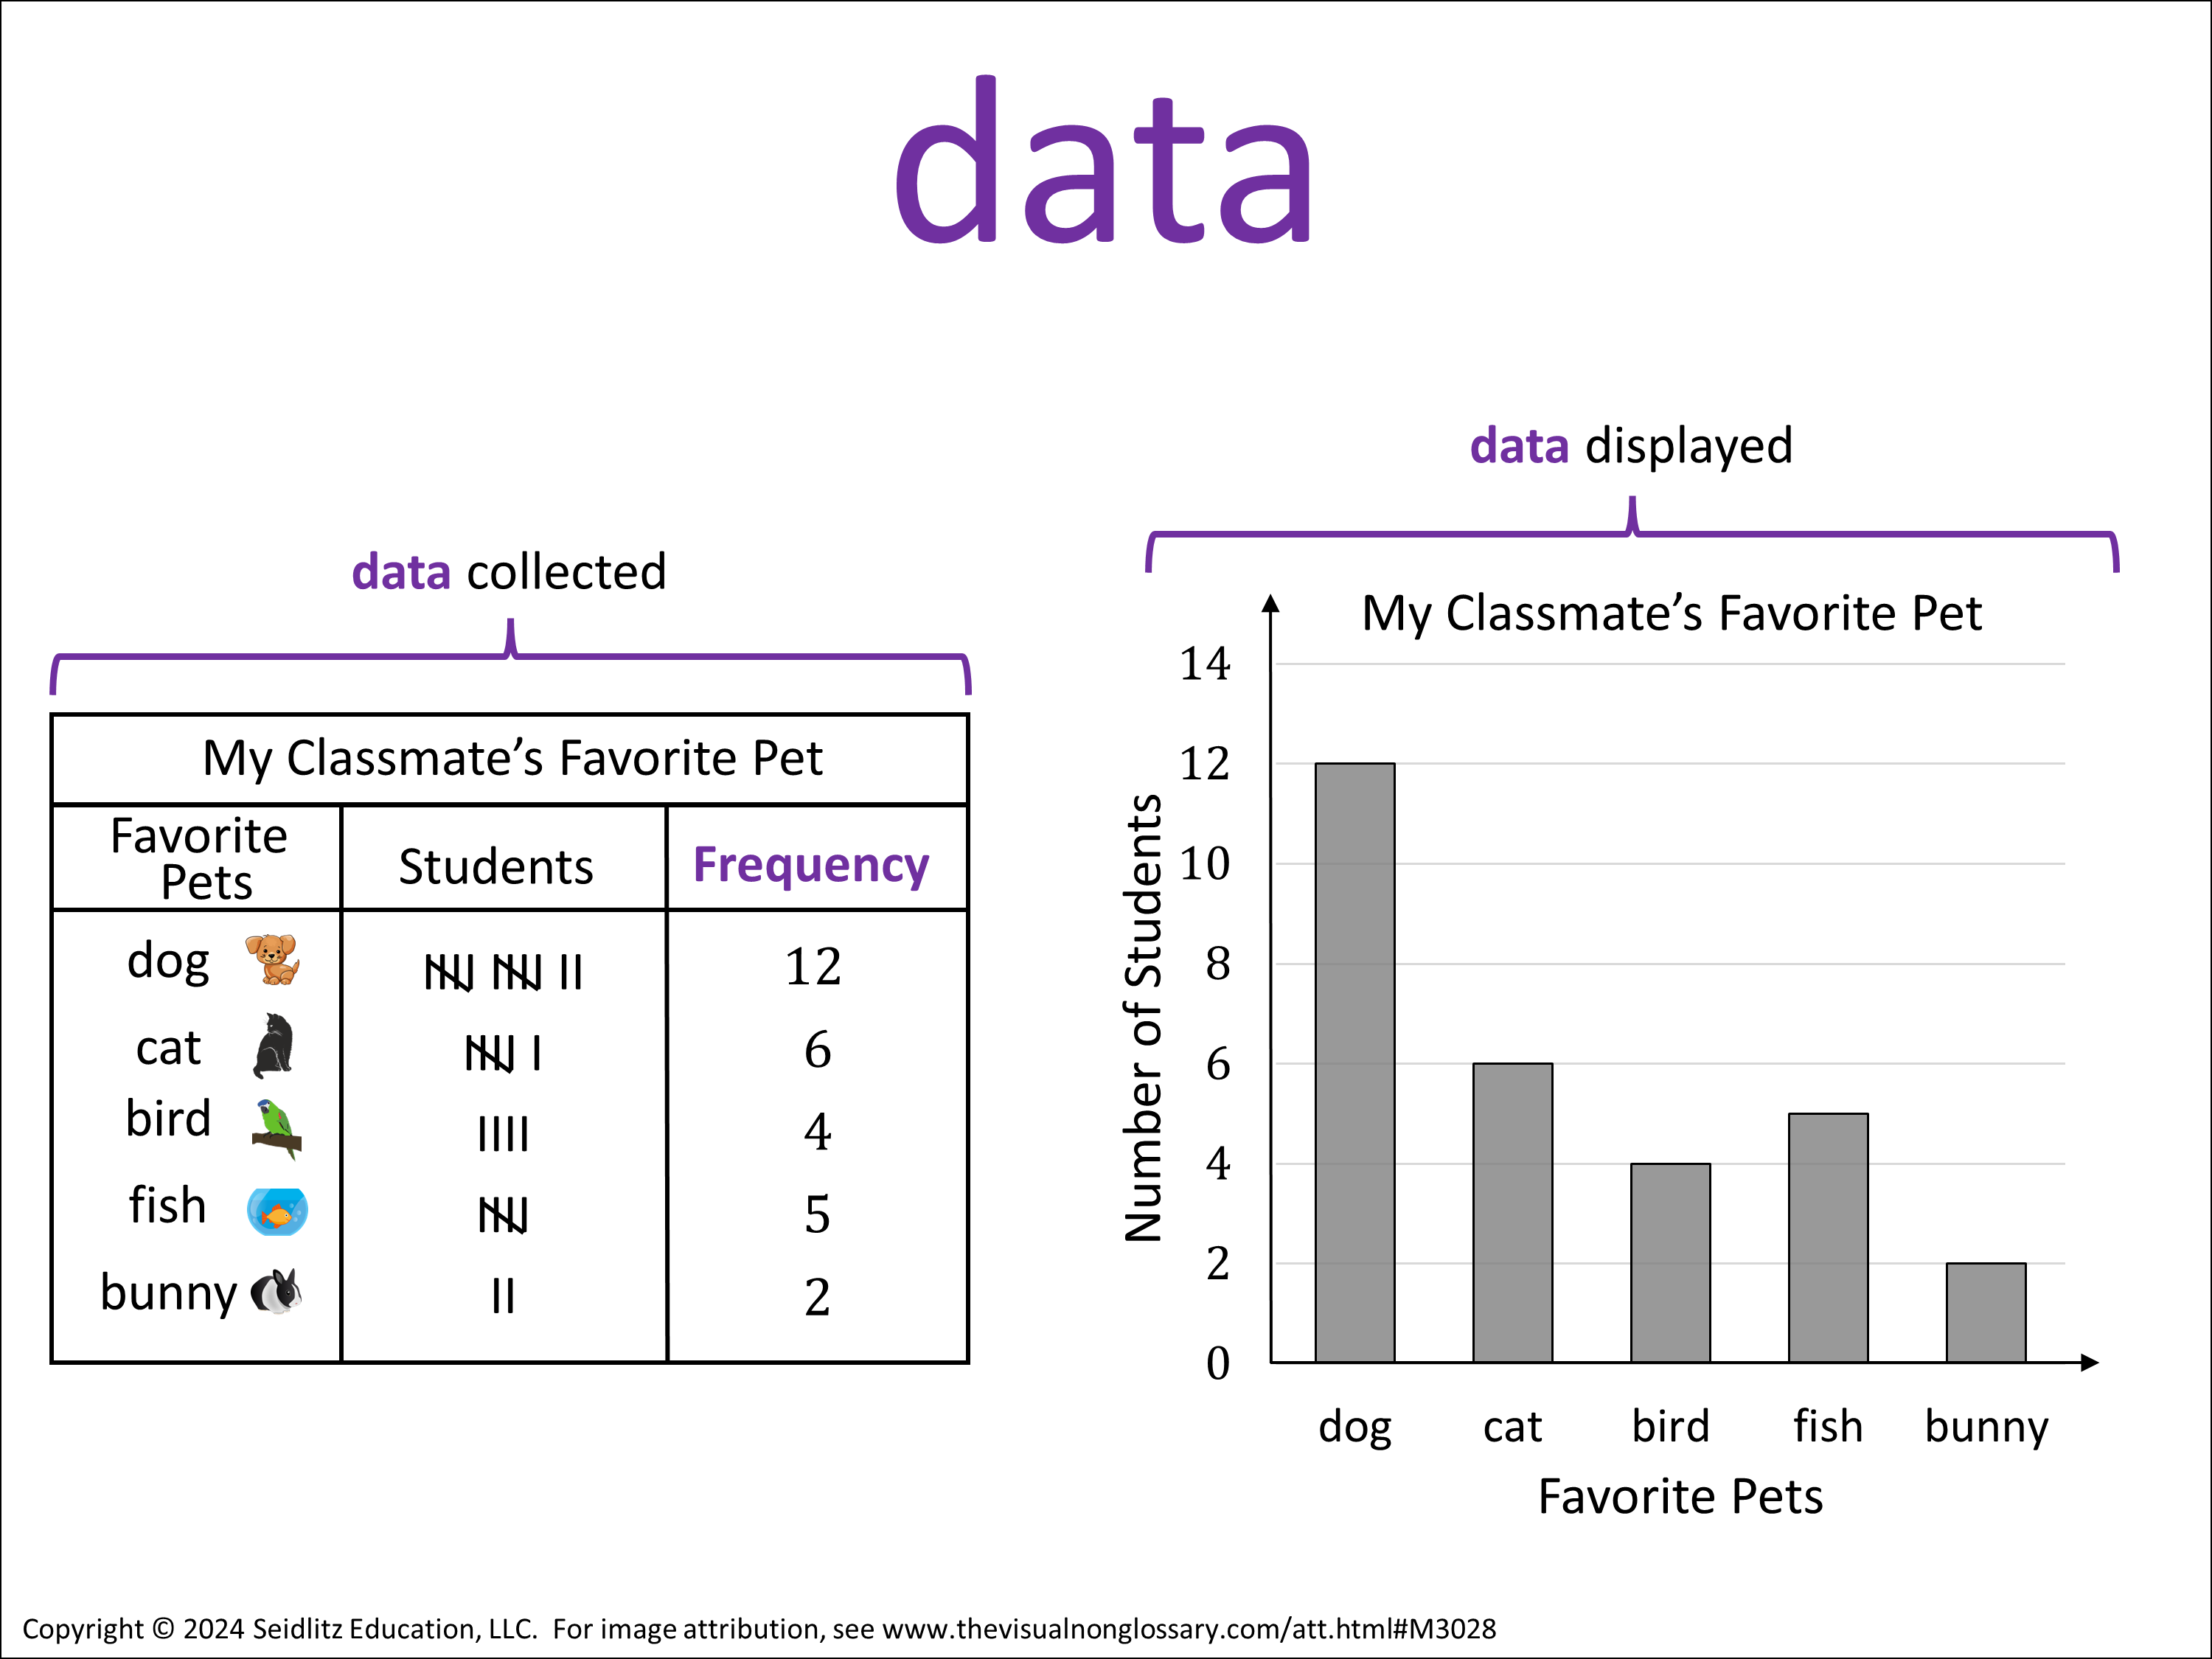 data
data collected
My Classmate’s Favorite Pet
Favorite
Pets
Students
Frequency
dog 12
cat 6
bird 4
fish 5
bunny 2
data displayed
My Classmate’s Favorite Pet
Number of Students
14
12
10
8
6
4
2
0
dog cat bird fish bunny
Favorite Pets
Copyright © 2024 Seidlitz Education, LLC.  For image attribution, see www.thevisualnonglossary.com/att.html#M3028